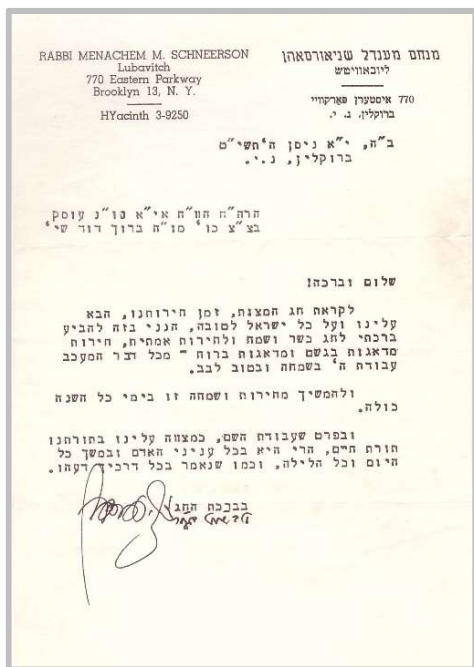 RABBI MENACHEM M. SCHNEERSON
Lubavitch
770 Eastern Parkway
Brooklyn 13, N. Y.
HYacinth 3-9250
מנחם מענדל שניאורסאהן
ליובאוויטש
770 איסטערן פארקוויי
ברוקלין, נ. י.
ב"ה, י"א ניסן ה'תשי"ט
ברוקלין, נ.י.
הרה"ח הוו"ח אי"א נו"נ עוסק
בצ"צ כו' מו"ה ברוך דוד שי'
שלום וברכה!
לקראת חג המצות, זמן חירותנו, הבא
עלינו ועל כל ישראל לטובה, הנני בזה להביע
ברכתי לחג כשר ושמח ולחירות אמתית, חירות
מדאגות בגשם ומדאגות ברוח - מכל דבר המעכב
עבודת ה' בשמחה ובטוב לבב.
ולהמשיך מחירות ושמחה זו בימי כל השנה
כולה.
ובפרט שעבודת השם, כמצוה עלינו בתורתנו
תורת חיים, הרי היא בכל עניני האדם ובמשך כל
היום וכל הלילה, וכמו שנאמר בכל דרכיך דעהו.
בברכת החג